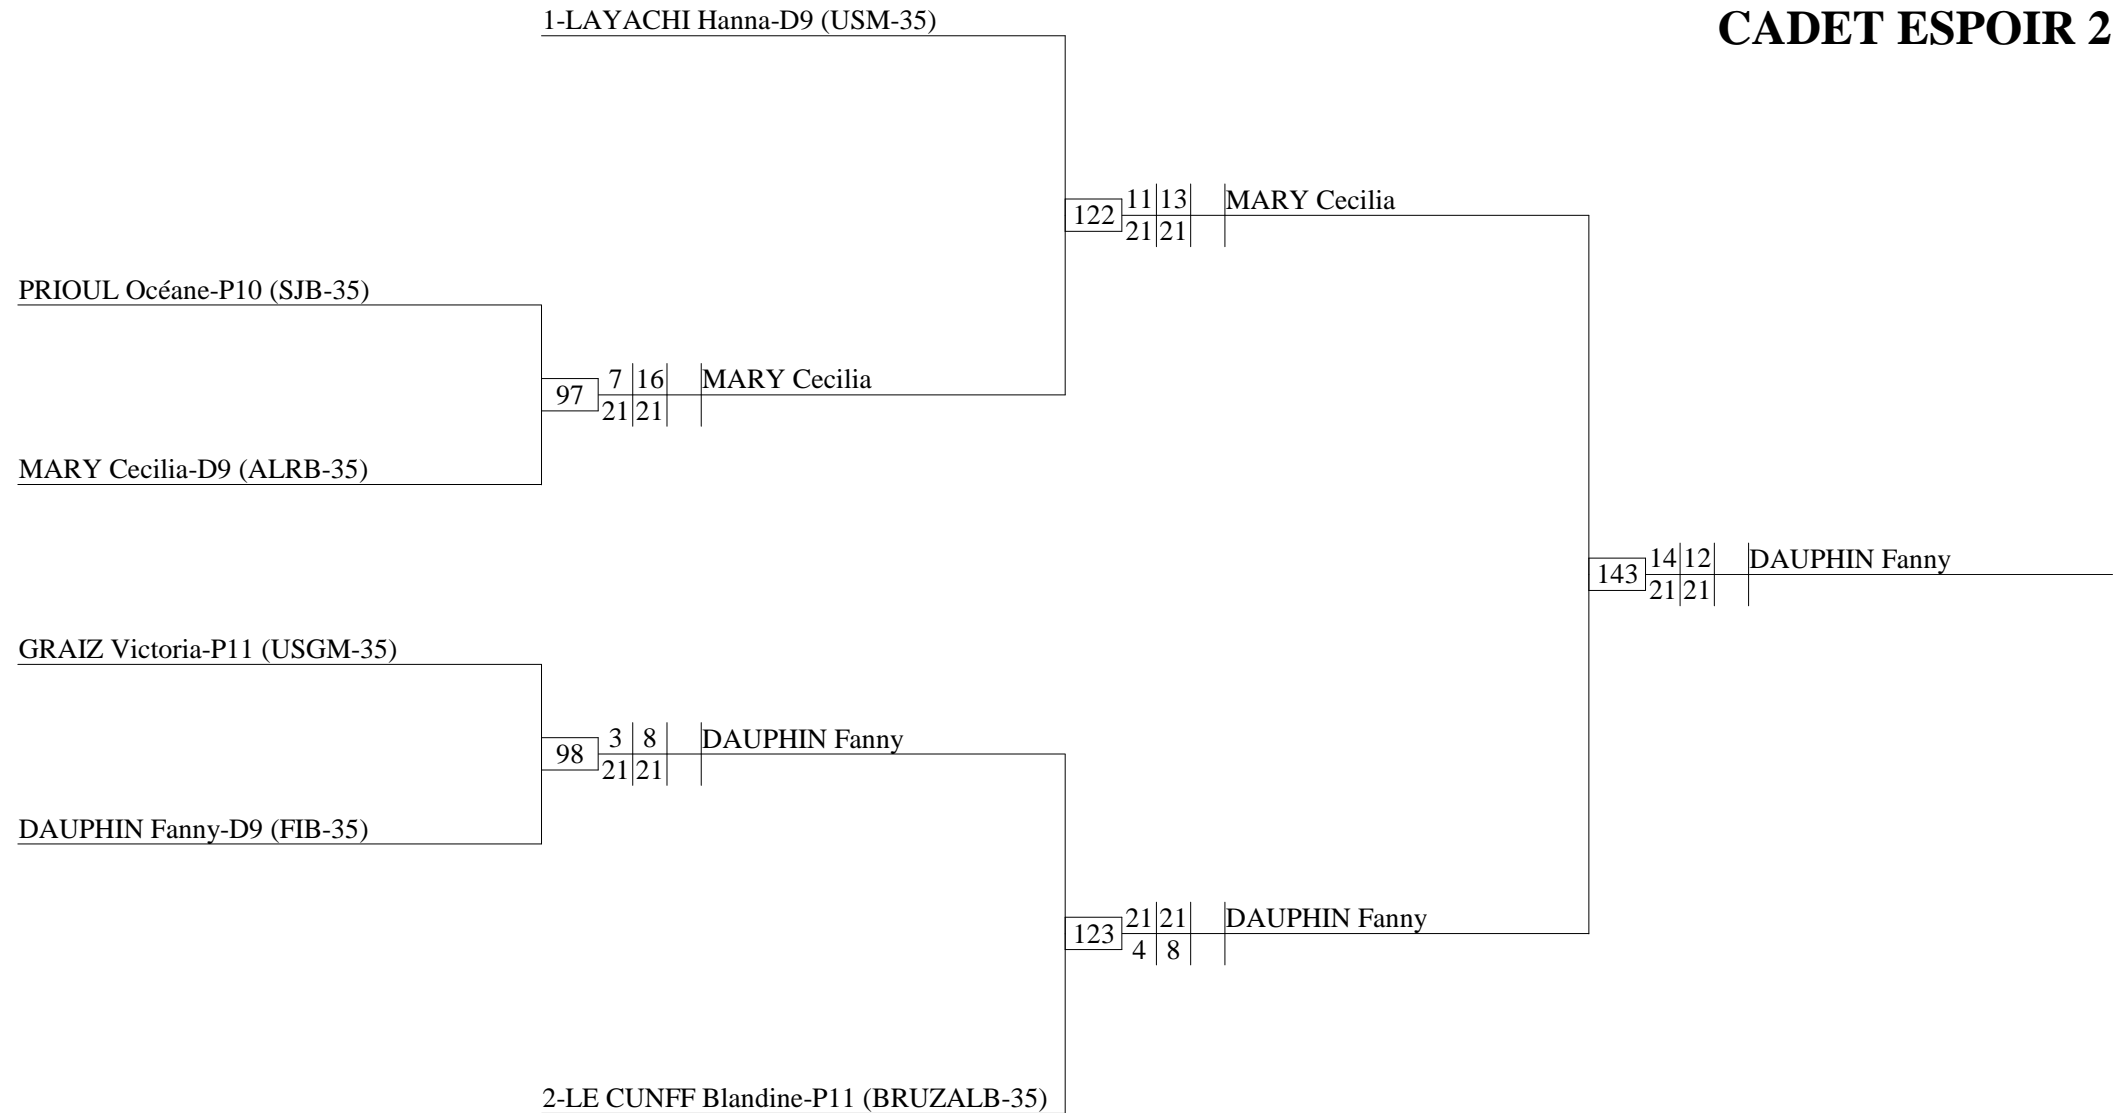 1-LAYACHI Hanna-D9 (USM-35)
CADET ESPOIR 2
122 11 13 MARY Cecilia
21 21
PRIOUL Océane-P10 (SJB-35)
97 7 16 MARY Cecilia
21 21
MARY Cecilia-D9 (ALRB-35)
143 14 12 DAUPHIN Fanny
21 21
GRAIZ Victoria-P11 (USGM-35)
98 3 8 DAUPHIN Fanny
21 21
DAUPHIN Fanny-D9 (FIB-35)
123 21 21 DAUPHIN Fanny
4 8
2-LE CUNFF Blandine-P11 (BRUZALB-35)